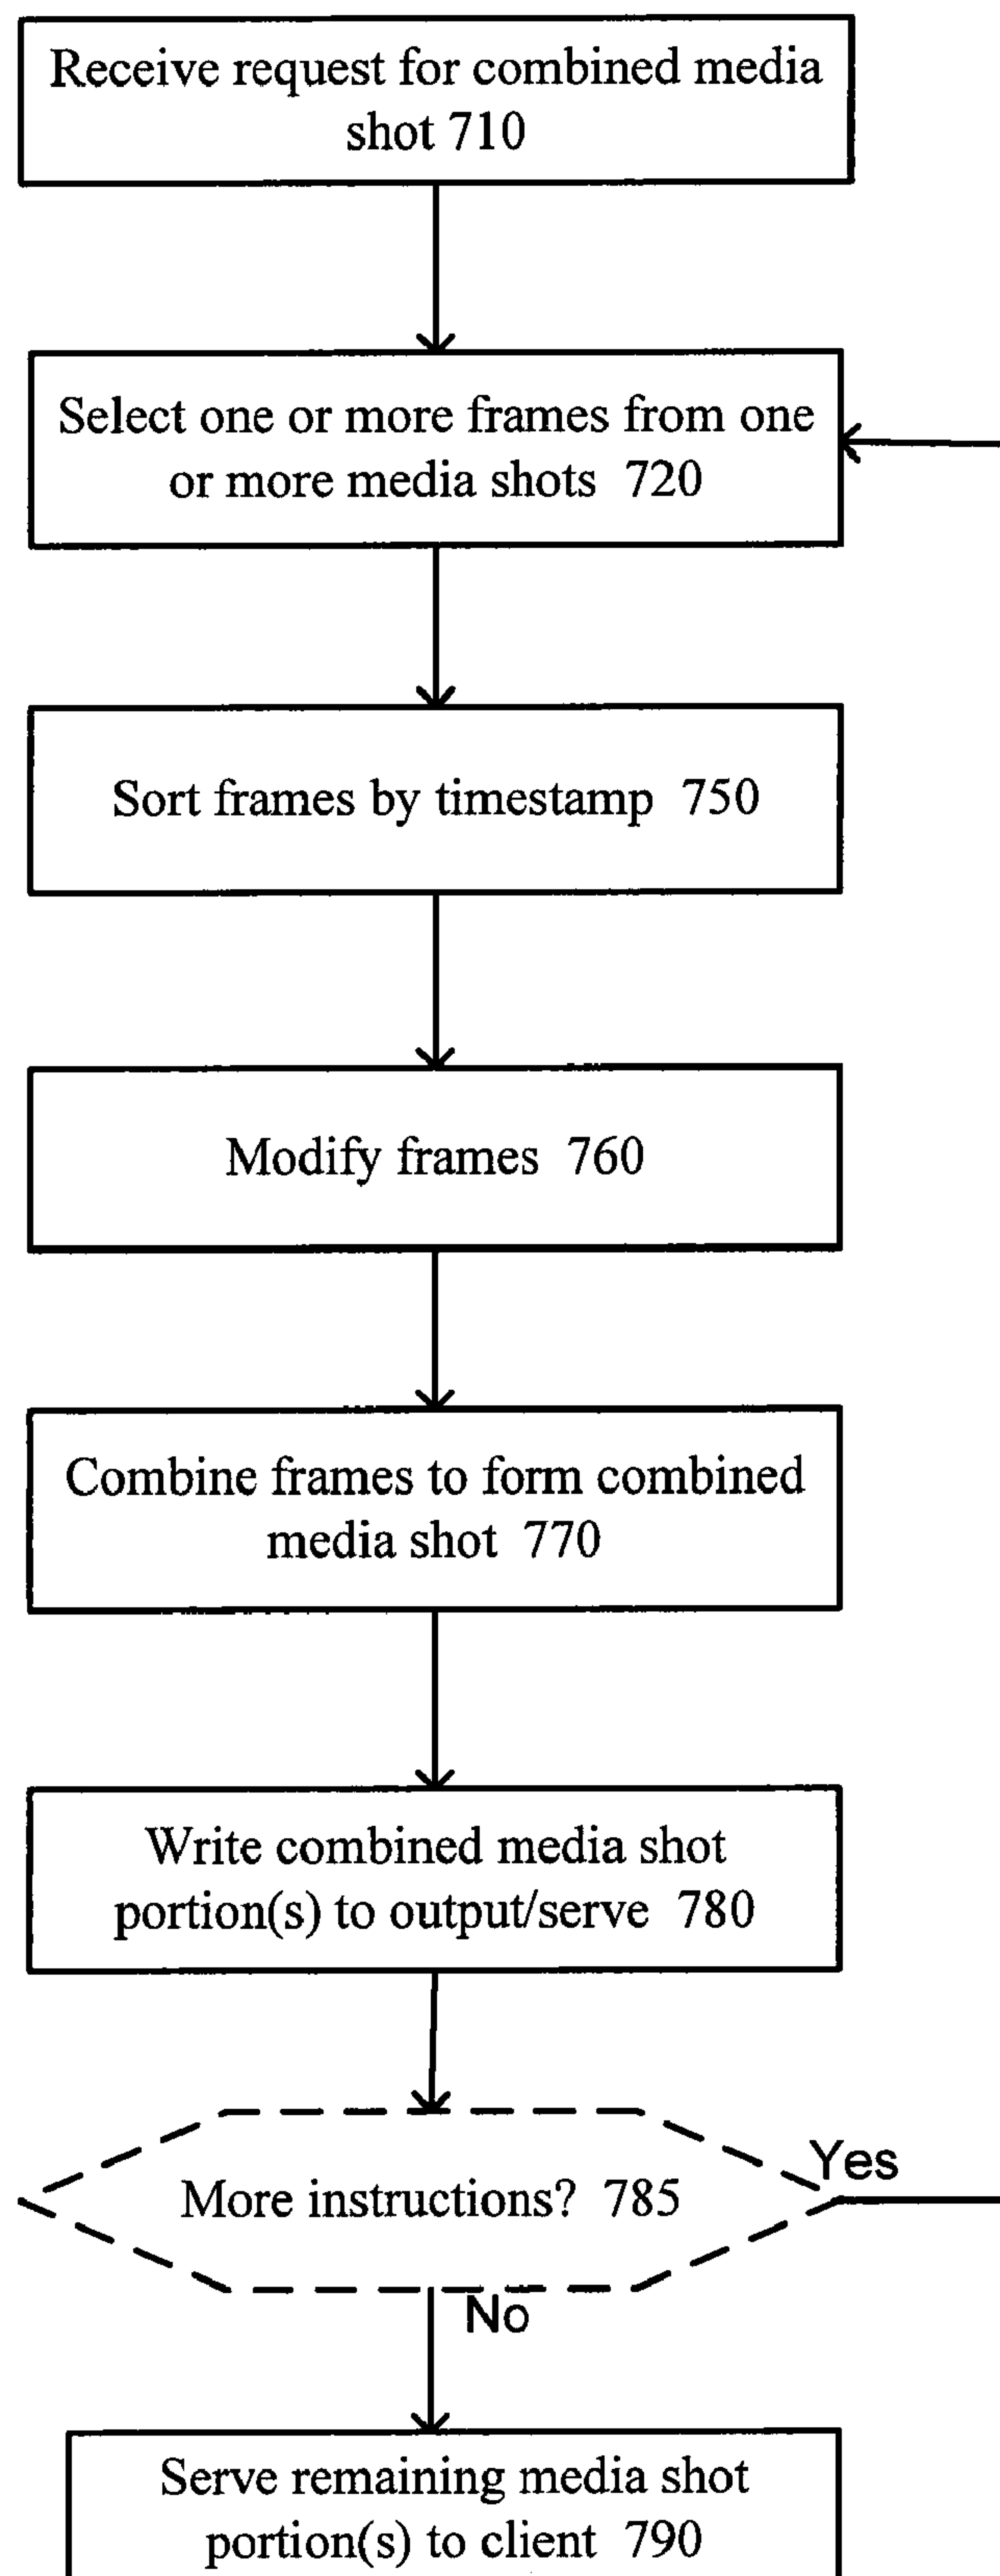 Receive request for combined media
shot 710
Select one or more frames from one
or more media shots 720
Sort frames by timestamp 750
Modify frames 760
Combine frames to form combined
media shot 770
Write combined media shot
portion(s) to output/serve 780
More instructions? 785
Yes
No
Serve remaining media shot
portion(s) to client 790